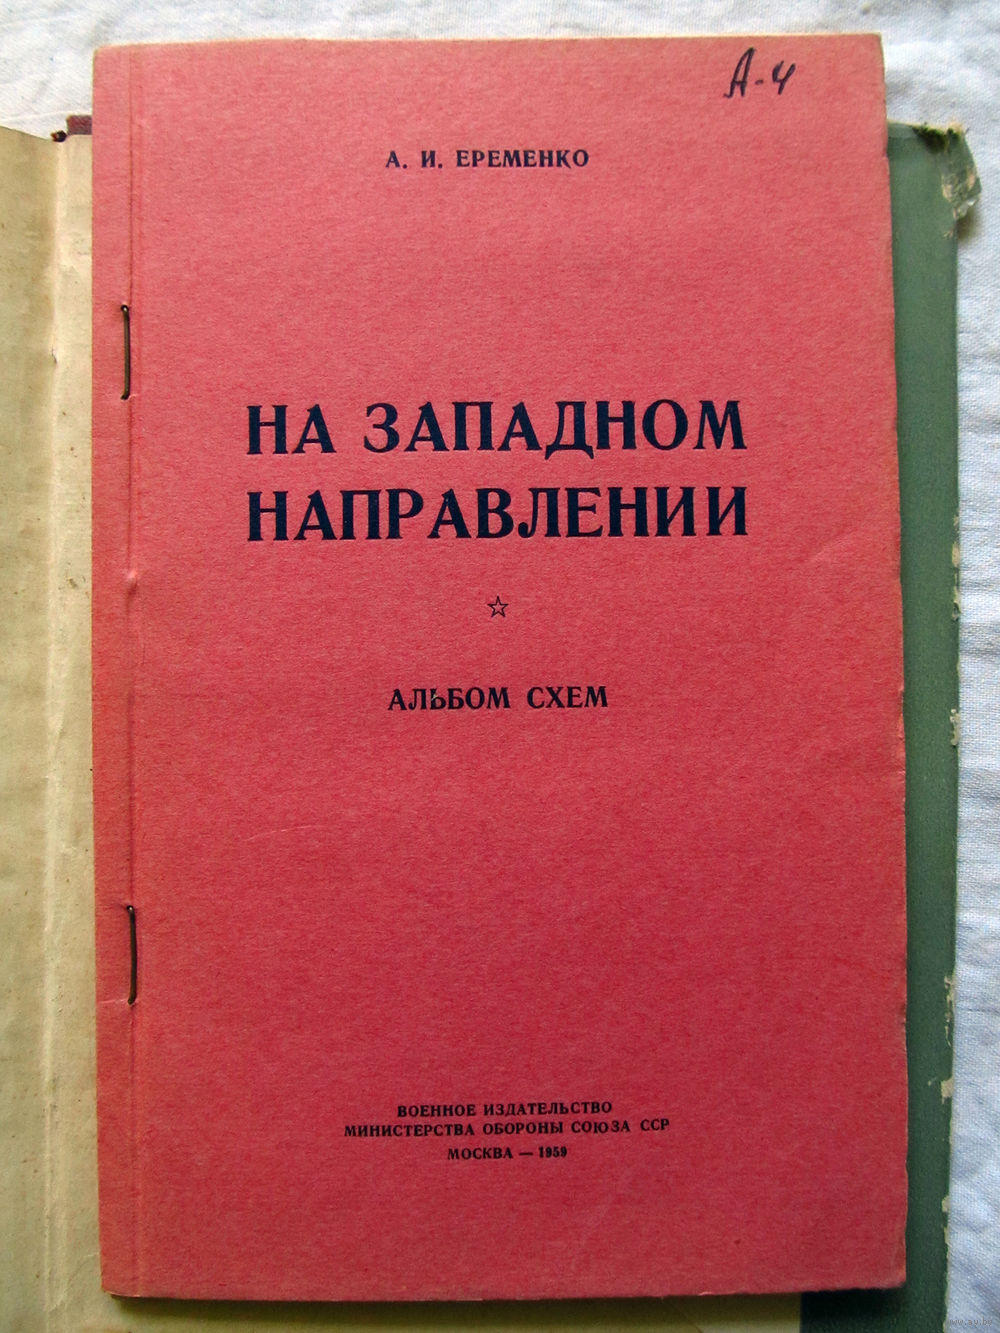 А-4
А. И. ЕРЕМЕНКО
НА ЗАПАДНОМ
НАПРАВЛЕНИИ
АЛЬБОМ СХЕМ
ВОЕННОЕ ИЗДАТЕЛЬСТВО
МИНИСТЕРСТВА ОБОРОНЫ СОЮЗА ССР
МОСКВА — 1959